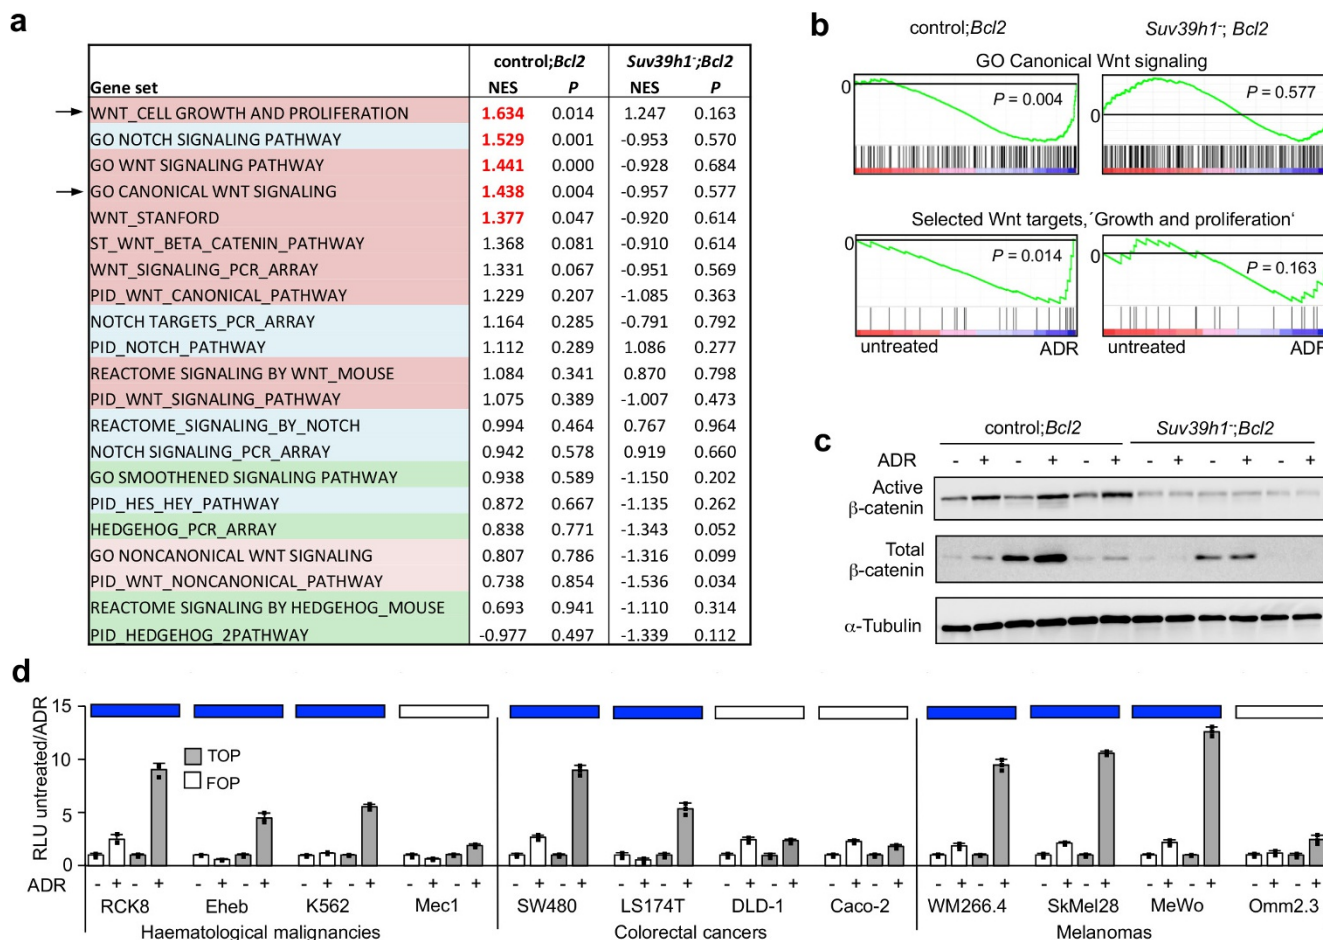 a
control;Bcl2 Suv39h1-;Bcl2
Gene set NES P NES P
WNT_CELL GROWTH AND PROLIFERATION 1.634 0.014 1.247 0.163
GO NOTCH SIGNALING PATHWAY 1.529 0.001 -0.953 0.570
GO WNT SIGNALING PATHWAY 1.441 0.000 -0.928 0.684
GO CANONICAL WNT SIGNALING 1.438 0.004 -0.957 0.577
WNT_STANFORD 1.377 0.047 -0.920 0.614
ST_WNT_BETA_CATENIN_PATHWAY 1.368 0.081 -0.910 0.614
WNT_SIGNALING_PCR_ARRAY 1.331 0.067 -0.951 0.569
PID_WNT_CANONICAL_PATHWAY 1.229 0.207 -1.085 0.363
NOTCH TARGETS_PCR_ARRAY 1.164 0.285 -0.791 0.792
PID_NOTCH_PATHWAY 1.112 0.289 1.086 0.277
REACTOME SIGNALING BY WNT_MOUSE 1.084 0.341 0.870 0.798
PID_WNT_SIGNALING_PATHWAY 1.075 0.389 -1.007 0.473
REACTOME_SIGNALING_BY_NOTCH 0.994 0.464 0.767 0.964
NOTCH SIGNALING_PCR_ARRAY 0.942 0.578 0.919 0.660
GO SMOOTHENED SIGNALING PATHWAY 0.938 0.589 -1.150 0.202
PID_HES_HEY_PATHWAY 0.872 0.667 -1.135 0.262
HEDGEHOG_PCR_ARRAY 0.838 0.771 -1.343 0.052
GO NONCANONICAL WNT SIGNALING 0.807 0.786 -1.316 0.099
PID_WNT_NONCANONICAL_PATHWAY 0.738 0.854 -1.536 0.034
REACTOME SIGNALING BY HEDGEHOG_MOUSE 0.693 0.941 -1.110 0.314
PID_HEDGEHOG_2PATHWAY -0.977 0.497 -1.339 0.112
b
control;Bcl2 Suv39h1-; Bcl2
GO Canonical Wnt signaling
0 P = 0.004 0 P = 0.577
Selected Wnt targets,´Growth and proliferation‘
0 P = 0.014 0 P = 0.163
untreated ADR untreated ADR
c
control;Bcl2 Suv39h1-;Bcl2
ADR - + - + - + - + - + - +
Active
β-catenin
Total
β-catenin
α-Tubulin
d
RLU untreated/ADR
15
10
5
0
TOP
FOP
ADR - + - + - + - + - + - + - + - + - + - + - + - + - + - + - + - + - + - + - + - + - + - + - + - +
RCK8 Eheb K562 Mec1 SW480 LS174T DLD-1 Caco-2 WM266.4 SkMel28 MeWo Omm2.3
Haematological malignancies Colorectal cancers Melanomas